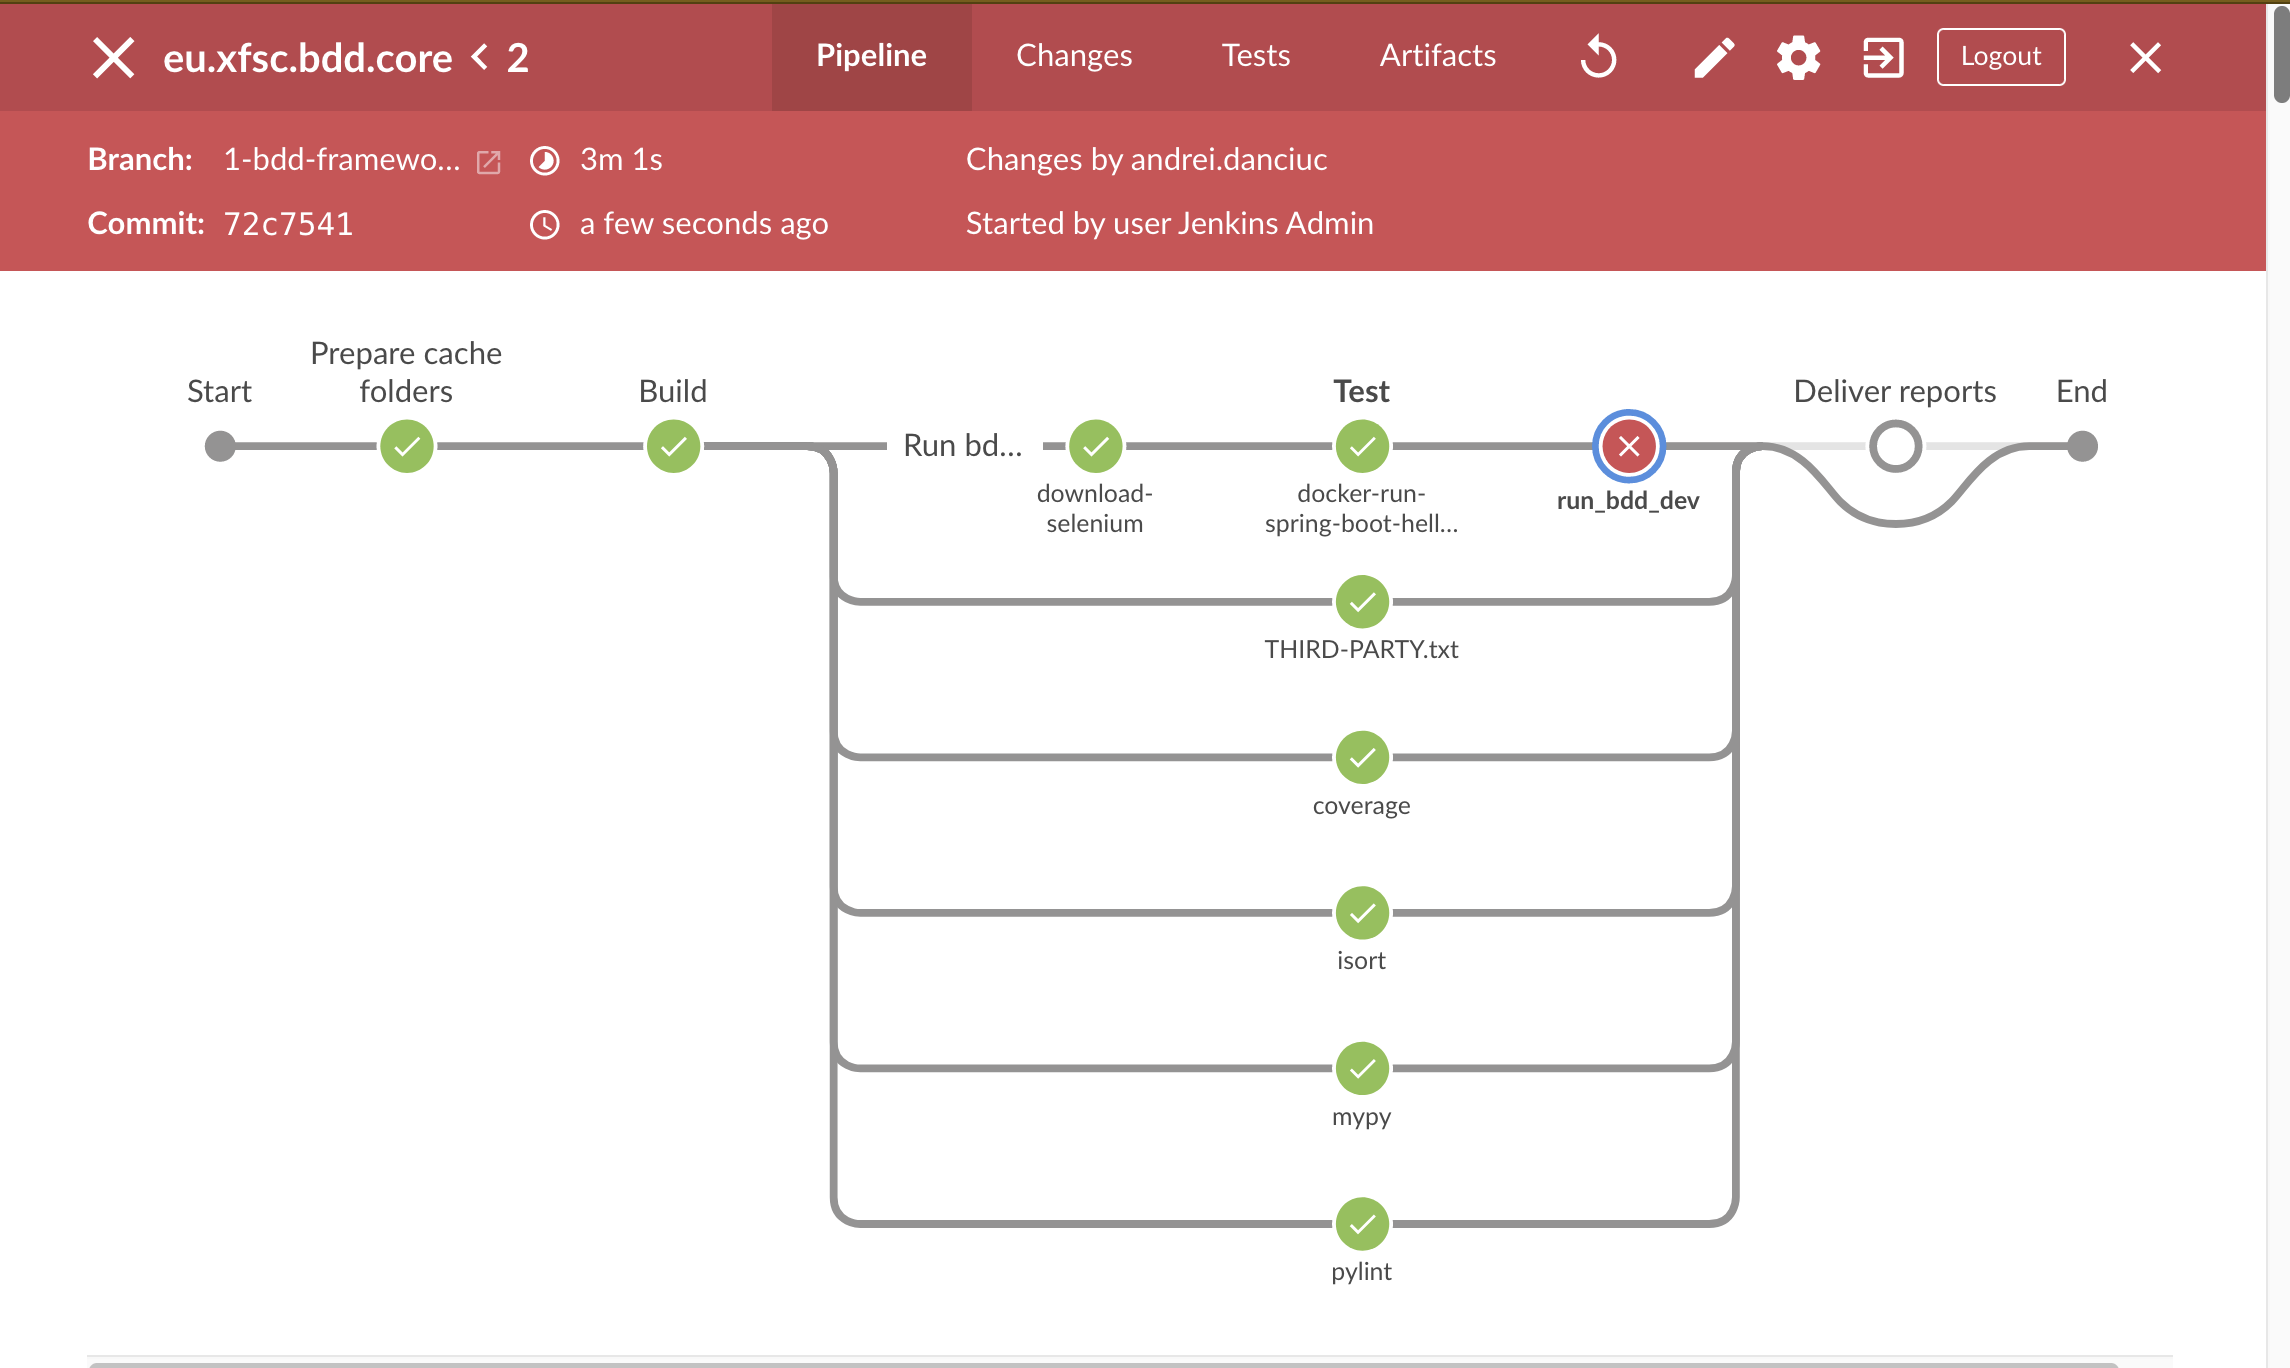 eu.xfsc.bdd.core < 2
Pipeline
Changes
Tests
Artifacts
Logout
Branch: 1-bdd-framewo...
3m 1s
Changes by andrei.danciuc
Commit: 72c7541
a few seconds ago
Started by user Jenkins Admin
Start
Prepare cache
folders
Build
Test
Deliver reports
End
Run bd...
download-
selenium
docker-run-
spring-boot-hell...
run_bdd_dev
THIRD-PARTY.txt
coverage
isort
mypy
pylint